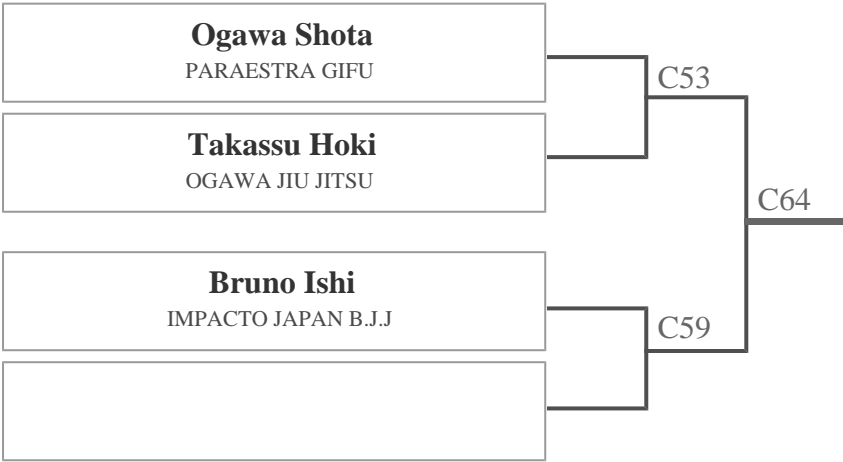 Ogawa Shota
PARAESTRA GIFU
C53
Takassu Hoki
OGAWA JIU JITSU
C64
Bruno Ishi
IMPACTO JAPAN B.J.J
C59